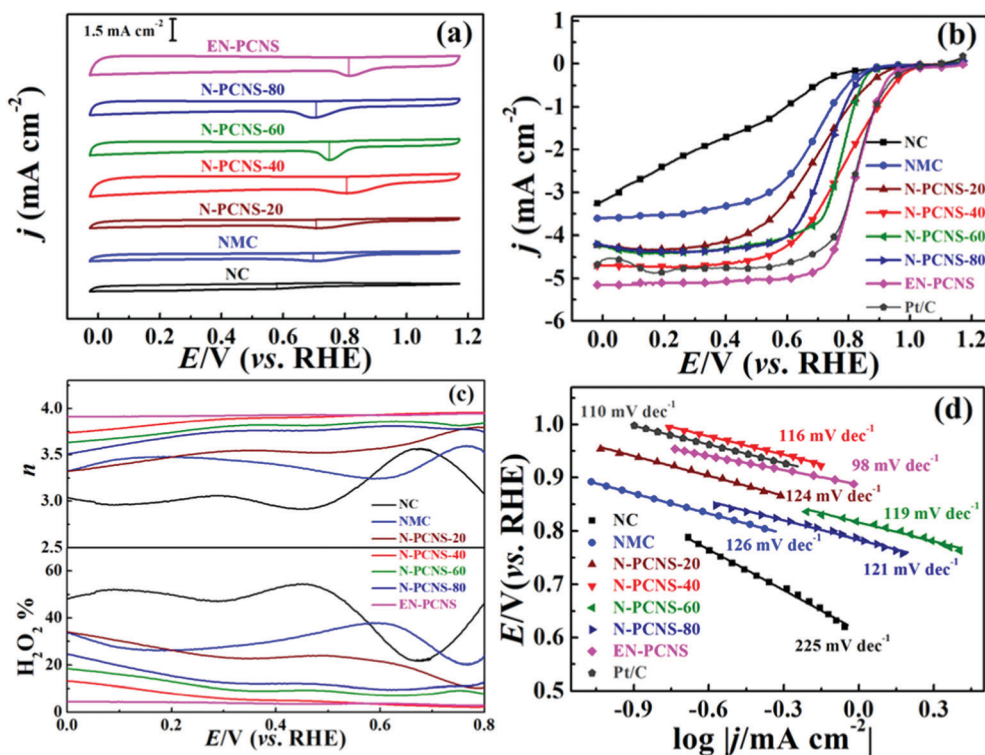 1.5 mA cm⁻²
(a)
EN-PCNS
N-PCNS-80
N-PCNS-60
N-PCNS-40
N-PCNS-20
NMC
NC
j (mA cm⁻²)
0.0 0.4 0.6 0.8 1.0 1.2
E/V (vs. RHE)
(b)
0
-1
-2
-3
-4
-5
-6
j (mA cm⁻²)
NC
NMC
N-PCNS-20
N-PCNS-40
N-PCNS-60
N-PCNS-80
EN-PCNS
Pt/C
0.0 0.2 0.4 0.6 0.8 1.0 1.2
E/V (vs. RHE)
(c)
4.0
3.5
3.0
2.5
n
60
40
20
0
H₂O₂ %
NC
NMC
N-PCNS-20
N-PCNS-40
N-PCNS-60
N-PCNS-80
EN-PCNS
0.0 0.2 0.4 0.6 0.8
E/V (vs. RHE)
(d)
110 mV dec⁻¹
116 mV dec⁻¹
98 mV dec⁻¹
124 mV dec⁻¹
119 mV dec⁻¹
126 mV dec⁻¹
121 mV dec⁻¹
225 mV dec⁻¹
1.0
0.9
0.8
0.7
0.6
0.5
E/V(vs. RHE)
NC
NMC
N-PCNS-20
N-PCNS-40
N-PCNS-60
N-PCNS-80
EN-PCNS
Pt/C
-0.9 -0.6 -0.3 0.0 0.3
log |j/mA cm⁻²|